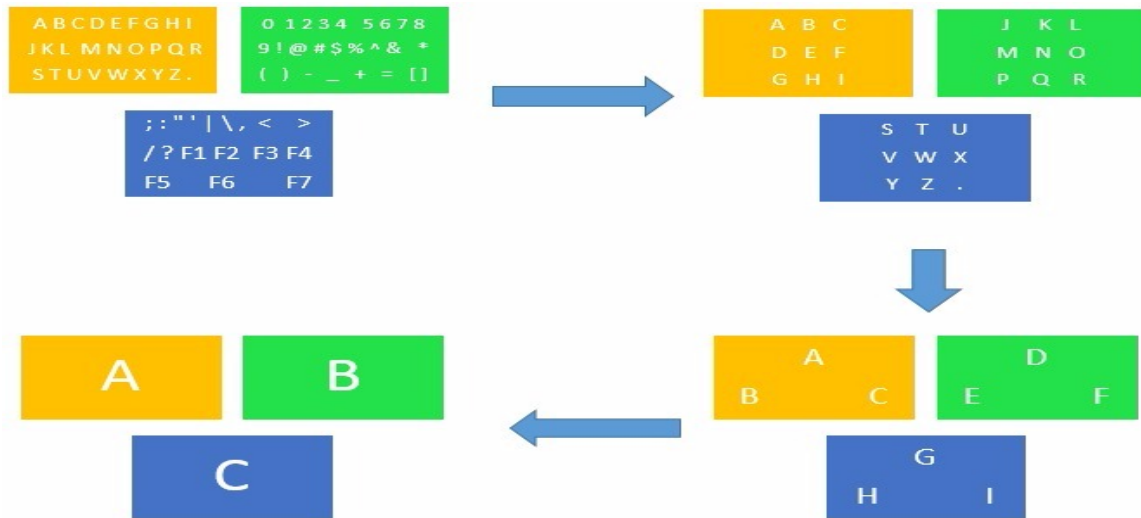 A B C D E F G H I
J K L M N O P Q R
S T U V W X Y Z .
0 1 2 3 4 5 6 7 8
9 ! @ # $ % ^ & *
( ) - _ + = [ ]
; : " ' | \ , < >
/ ? F1 F2 F3 F4
F5 F6 F7
A B C
D E F
G H I
J K L
M N O
P Q R
S T U
V W X
Y Z .
A
B C
D
E F
G
H I
A
B
C